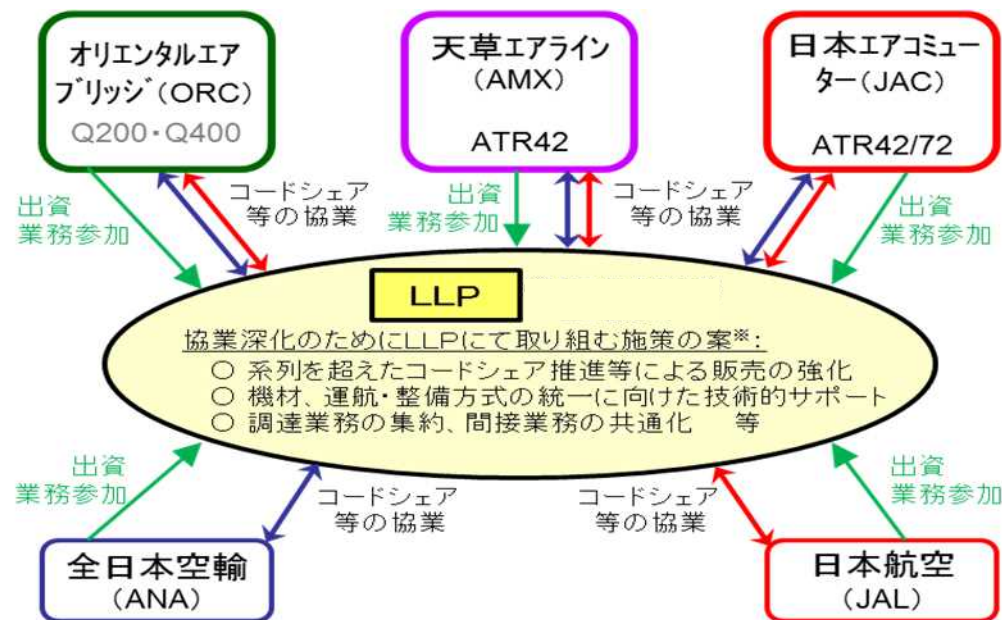 オリエンタルエア
ブリッジ(ORC)
Q200・Q400
天草エアライン
(AMX)
ATR42
日本エアコミュー
ター(JAC)
ATR42/72
出資
業務参加
コードシェア
等の協業
出資
業務参加
コードシェア
等の協業
出資
業務参加
LLP
協業深化のためにLLPにて取り組む施策の案※:
○ 系列を超えたコードシェア推進等による販売の強化
○ 機材、運航・整備方式の統一に向けた技術的サポート
○ 調達業務の集約、間接業務の共通化 等
出資
業務参加
コードシェア
等の協業
コードシェア
等の協業
出資
業務参加
全日本空輸
(ANA)
日本航空
(JAL)